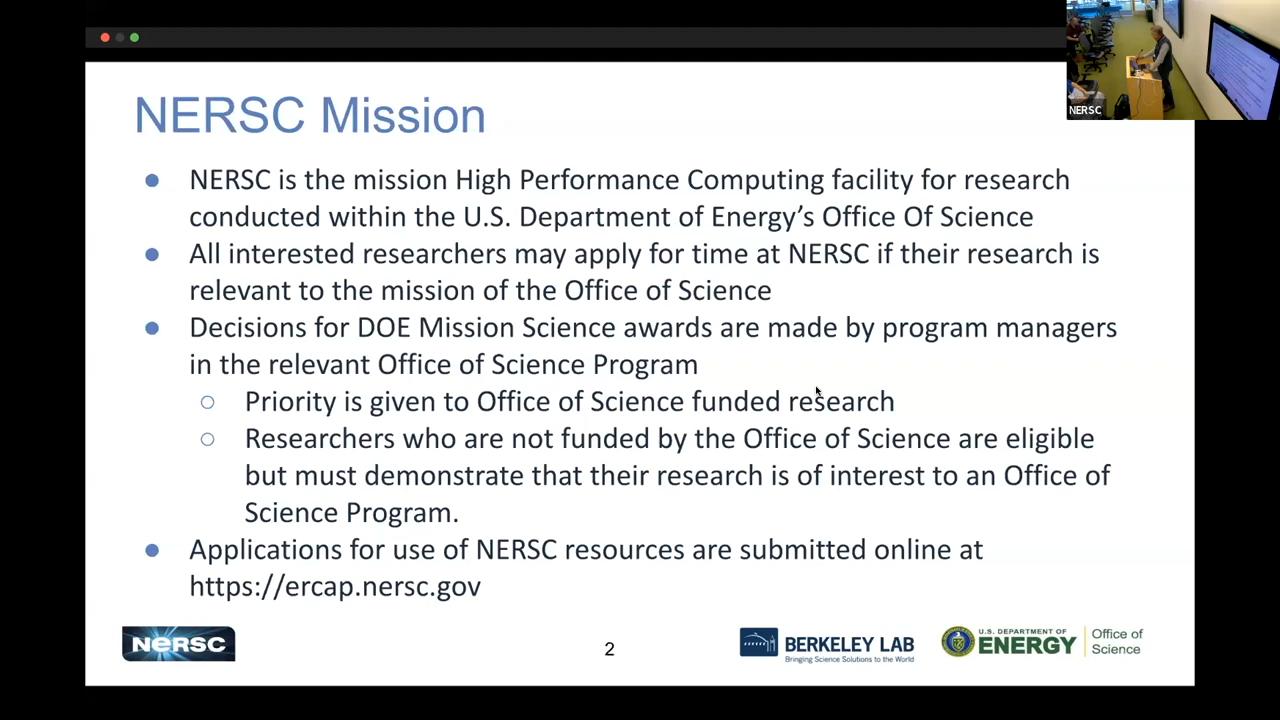 NERSC
NERSC Mission
NERSC is the mission High Performance Computing facility for research
conducted within the U.S. Department of Energy’s Office Of Science
All interested researchers may apply for time at NERSC if their research is
relevant to the mission of the Office of Science
Decisions for DOE Mission Science awards are made by program managers
in the relevant Office of Science Program
Priority is given to Office of Science funded research
Researchers who are not funded by the Office of Science are eligible
but must demonstrate that their research is of interest to an Office of
Science Program.
Applications for use of NERSC resources are submitted online at
https://ercap.nersc.gov
NERSC
2
BERKELEY LAB
Bringing Science Solutions to the World
U.S. DEPARTMENT OF
ENERGY
Office of
Science